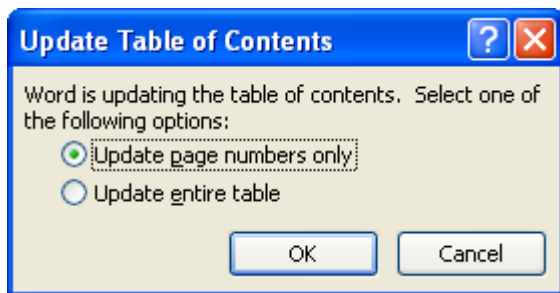 Update Table of Contents
Word is updating the table of contents. Select one of
the following options:
Update page numbers only
Update entire table
OK Cancel